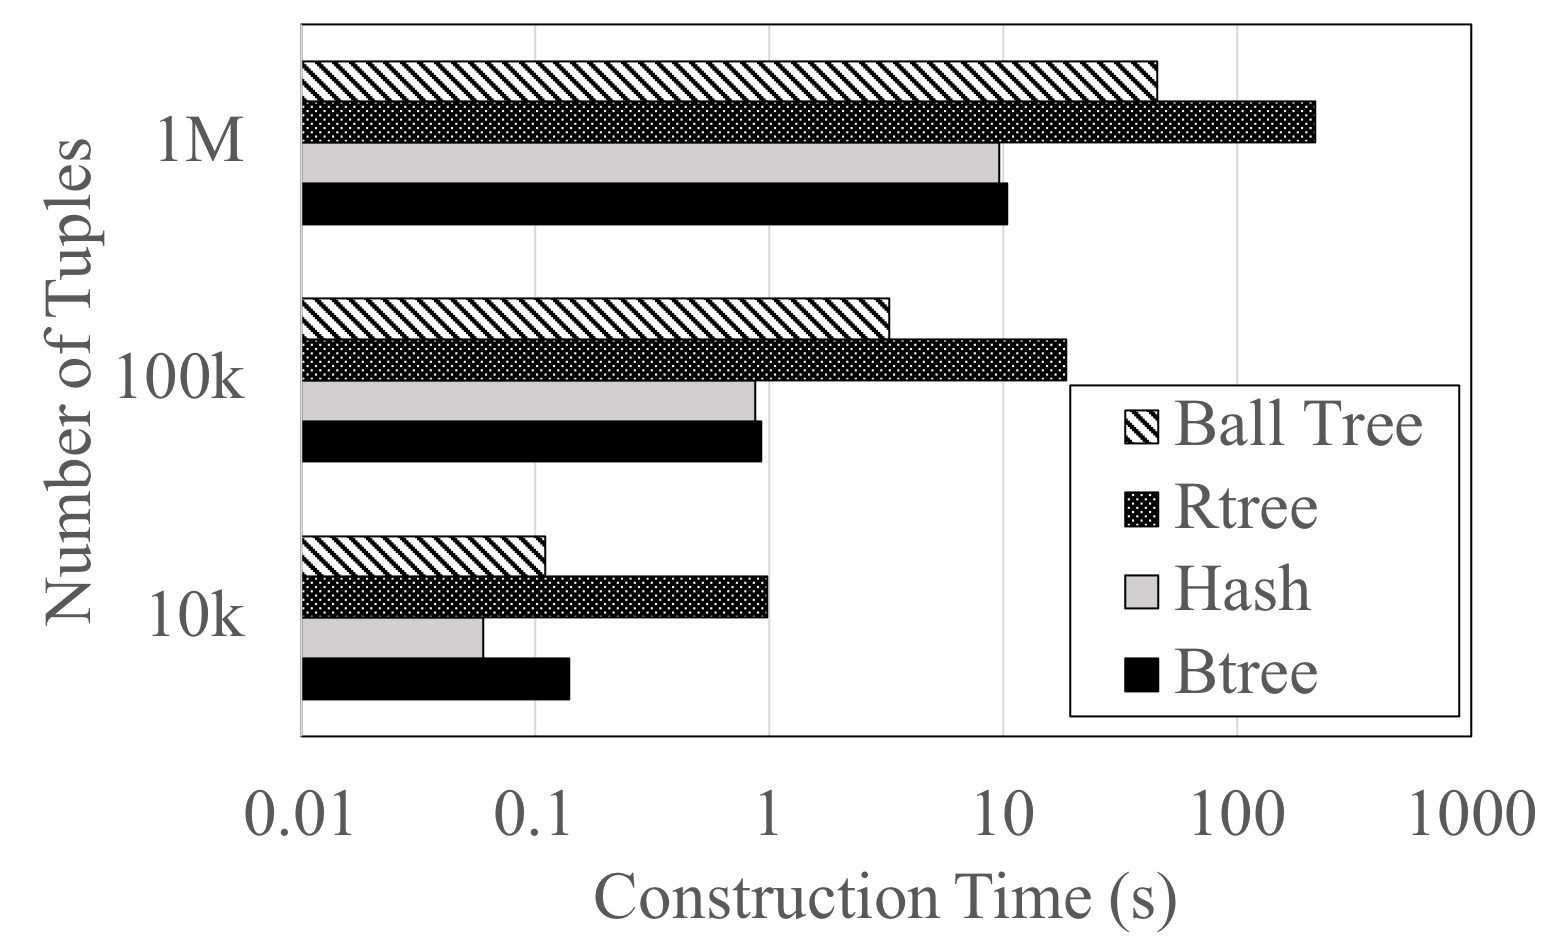 Number of Tuples
1M
100k
10k
Ball Tree
Rtree
Hash
Btree
0.01 0.1 1 10 100 1000
Construction Time (s)